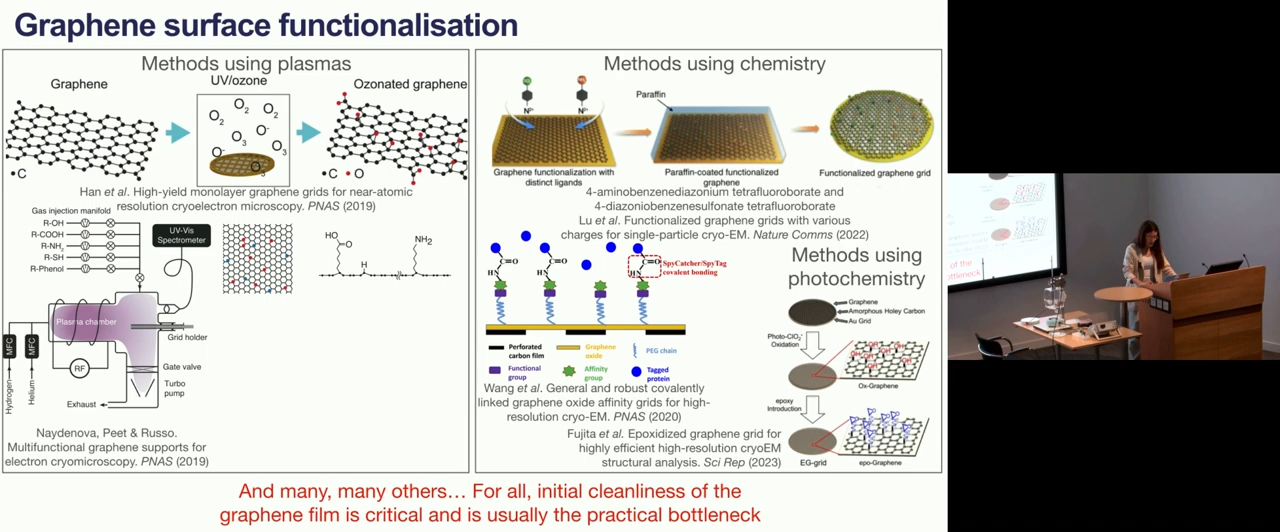 Graphene surface functionalisation
Methods using plasmas
Graphene
UV/ozone
Ozonated graphene
O₂
O₂
O₂
O₃
O⁻
O⁻
O₃
O₃
C
C O
Han et al. High-yield monolayer graphene grids for near-atomic
resolution cryoelectron microscopy. PNAS (2019)
Gas injection manifold
R-OH
R-COOH
R-NH₂
R-SH
R-Phenol
UV-Vis
Spectrometer
HO
O
H
NH₂
Plasma chamber
Grid holder
MFC
MFC
RF
Gate valve
Turbo
pump
Hydrogen
Helium
Exhaust
Naydenova, Peet & Russo.
Multifunctional graphene supports for
electron cryomicroscopy. PNAS (2019)
Methods using chemistry
N²⁺
N²⁺
Paraffin
Graphene functionalization with
distinct ligands
Paraffin-coated functionalized
graphene
Functionalized graphene grid
4-aminobenzenediazonium tetrafluoroborate and
4-diazoniobenzenesulfonate tetrafluoroborate
Lu et al. Functionalized graphene grids with various
charges for single-particle cryo-EM. Nature Comms (2022)
C=O
HN
C=O
HN
C=O
HN
SpyCatcher/SpyTag
covalent bonding
Perforated
carbon film
Graphene
oxide
PEG chain
Functional
group
Affinity
group
Tagged
protein
Wang et al. General and robust covalently
linked graphene oxide affinity grids for high-
resolution cryo-EM. PNAS (2020)
Methods using
photochemistry
Graphene
Amorphous Holey Carbon
Au Grid
Photo-ClO₂
Oxidation
Ox-Graphene
epoxy
Introduction
EG-grid
epo-Graphene
Fujita et al. Epoxidized graphene grid for
highly efficient high-resolution cryoEM
structural analysis. Sci Rep (2023)
And many, many others… For all, initial cleanliness of the
graphene film is critical and is usually the practical bottleneck